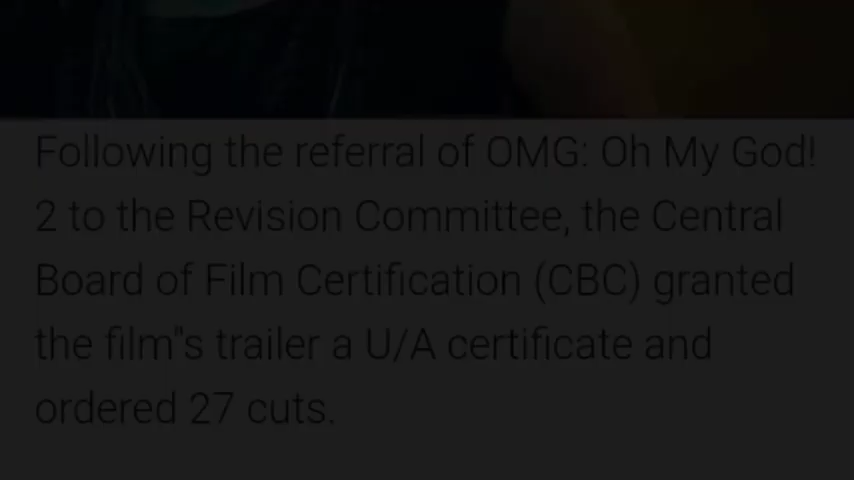 Following the referral of OMG: Oh My God!
2 to the Revision Committee, the Central
Board of Film Certification (CBC) granted
the film"s trailer a U/A certificate and
ordered 27 cuts.